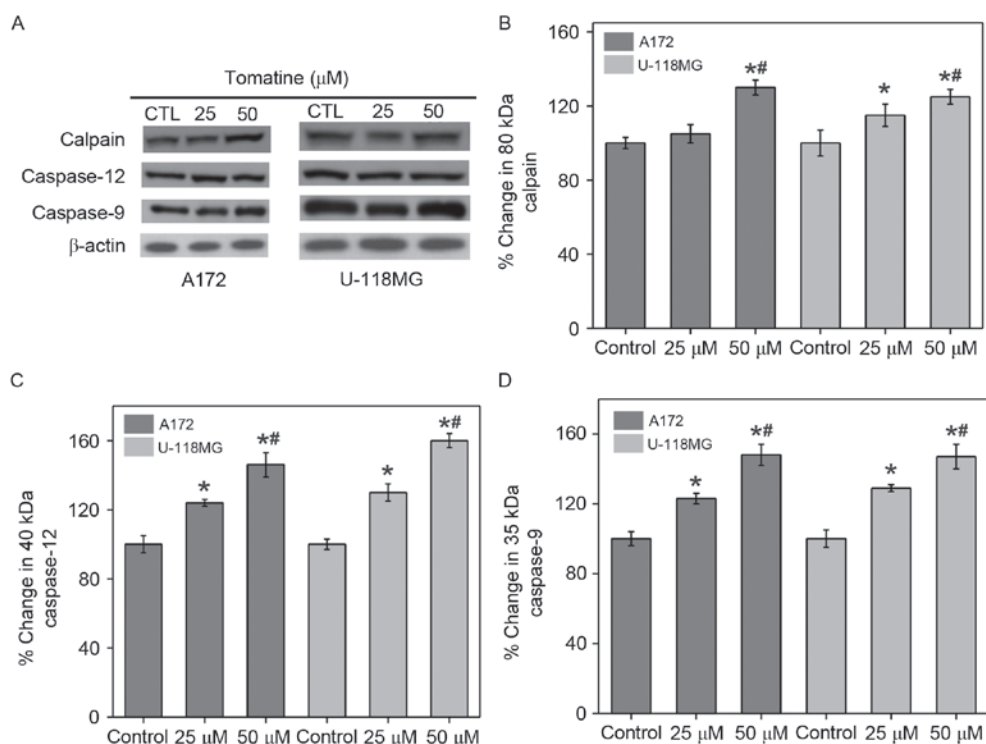 A
Tomatine (μM)
CTL 25 50 CTL 25 50
Calpain
Caspase-12
Caspase-9
β-actin
A172 U-118MG
B
% Change in 80 kDa
calpain
160
120
80
40
0
A172
U-118MG
*#
*
*#
Control 25 μM 50 μM Control 25 μM 50 μM
C
% Change in 40 kDa
caspase-12
160
120
80
40
0
A172
U-118MG
*
*#
*
*#
Control 25 μM 50 μM Control 25 μM 50 μM
D
% Change in 35 kDa
caspase-9
160
120
80
40
0
A172
U-118MG
*
*#
*
*#
Control 25 μM 50 μM Control 25 μM 50 μM